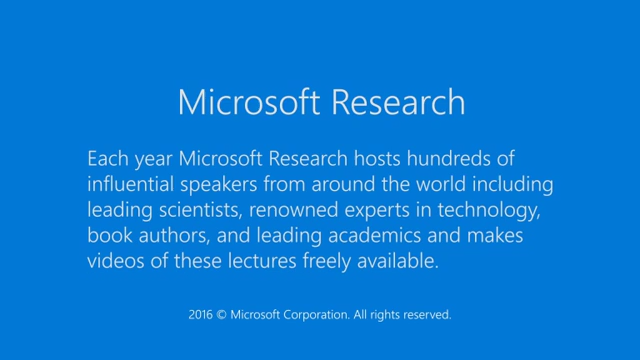 Microsoft Research
Each year Microsoft Research hosts hundreds of
influential speakers from around the world including
leading scientists, renowned experts in technology,
book authors, and leading academics and makes
videos of these lectures freely available.
2016 © Microsoft Corporation. All rights reserved.